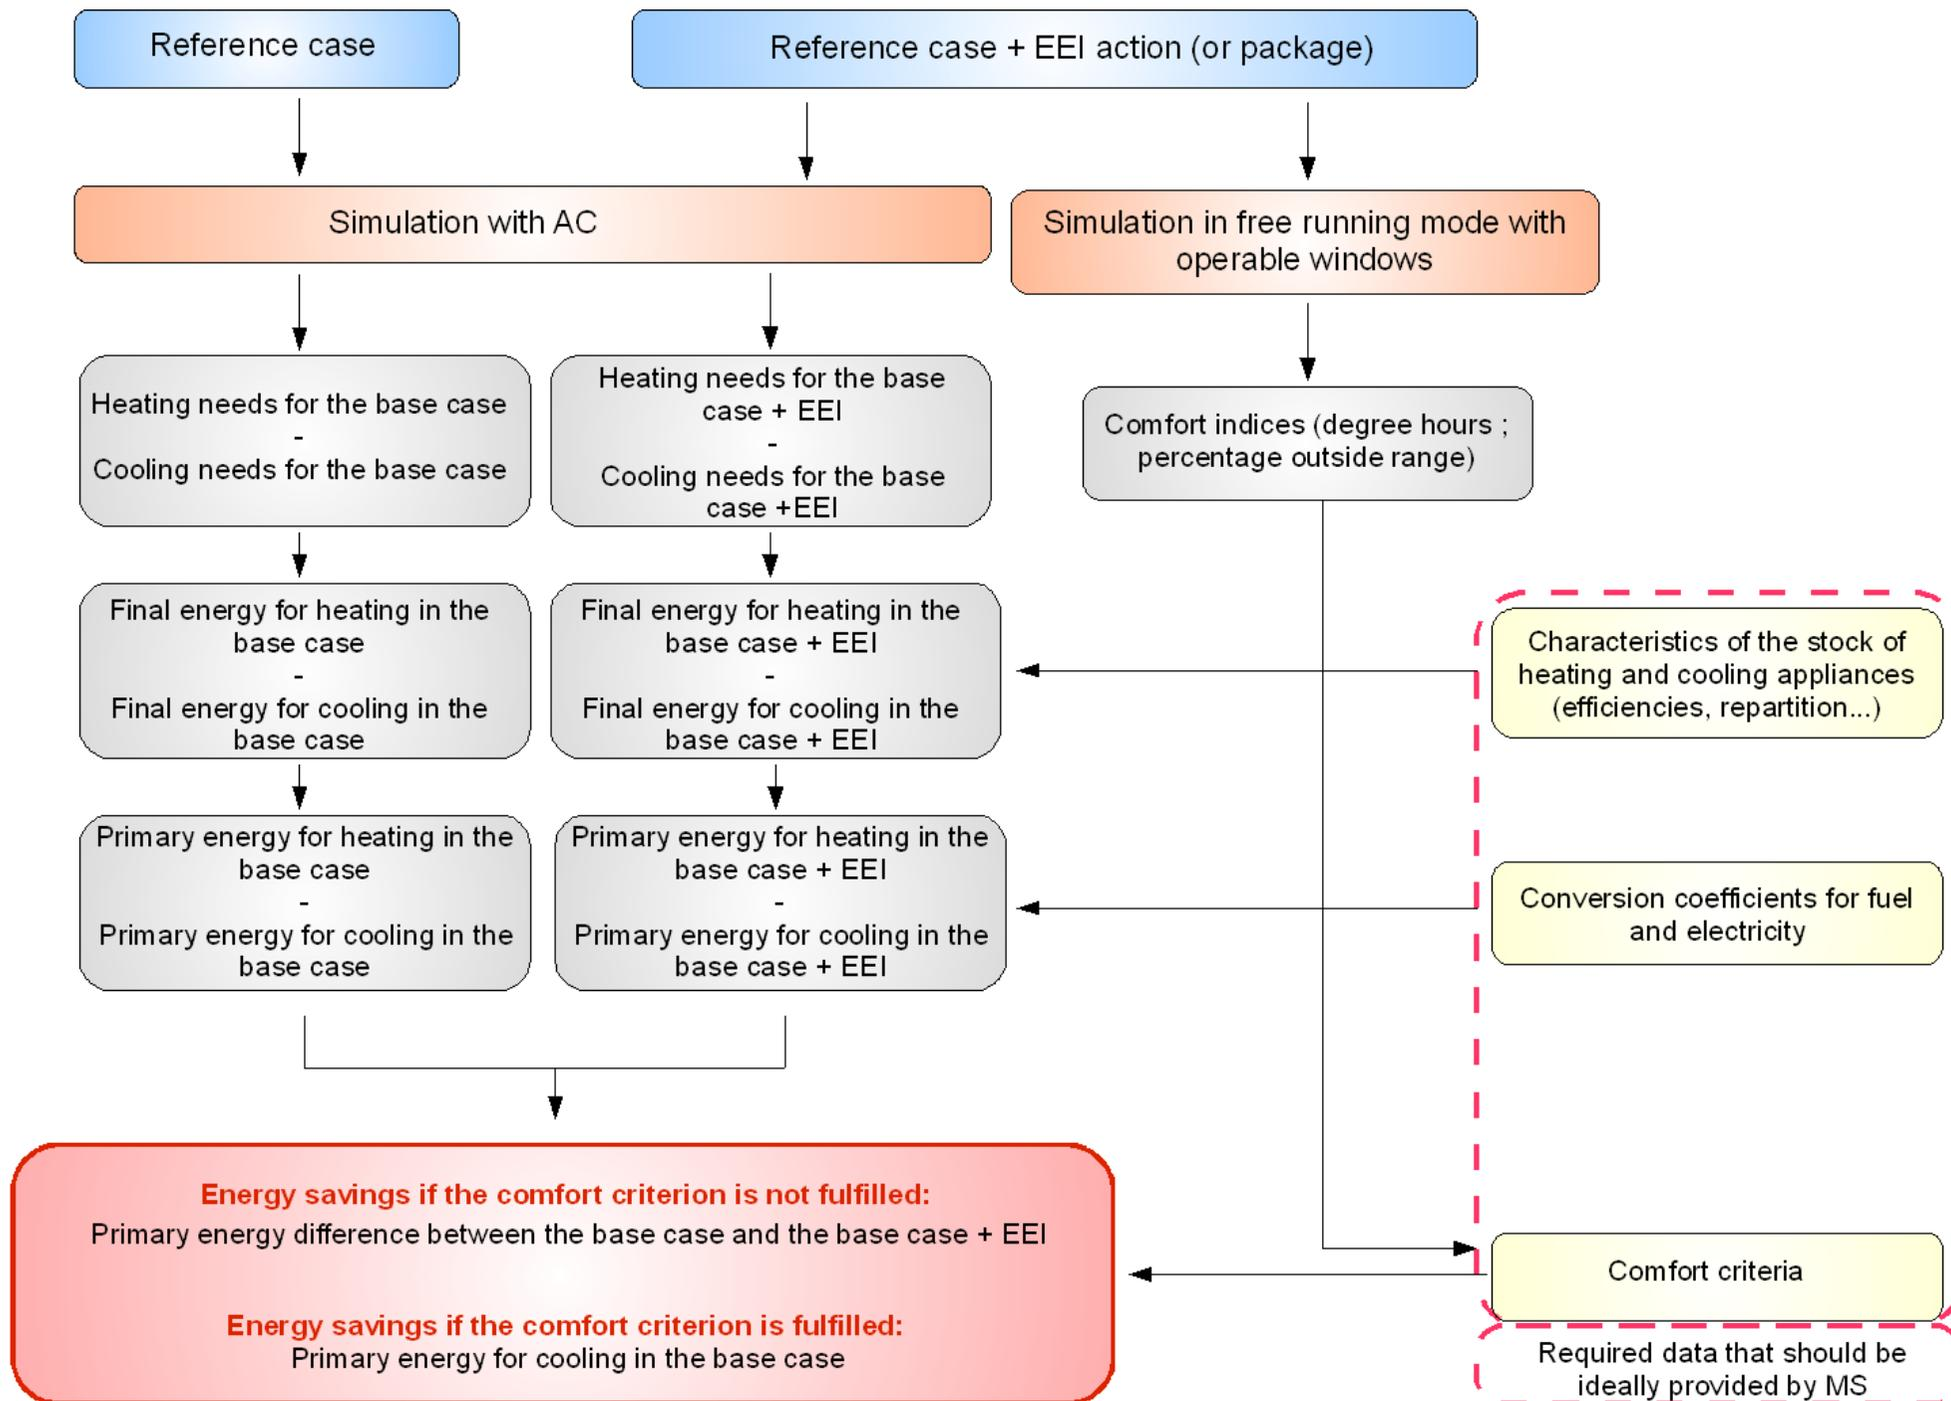 Reference case
Reference case + EEI action (or package)
Simulation with AC
Simulation in free running mode with
operable windows
Heating needs for the base case
-
Cooling needs for the base case
Heating needs for the base
case + EEI
-
Cooling needs for the base
case +EEI
Comfort indices (degree hours ;
percentage outside range)
Final energy for heating in the
base case
-
Final energy for cooling in the
base case
Final energy for heating in the
base case + EEI
-
Final energy for cooling in the
base case + EEI
Characteristics of the stock of
heating and cooling appliances
(efficiencies, repartition...)
Primary energy for heating in the
base case
-
Primary energy for cooling in the
base case
Primary energy for heating in the
base case + EEI
-
Primary energy for cooling in the
base case + EEI
Conversion coefficients for fuel
and electricity
Energy savings if the comfort criterion is not fulfilled:
Primary energy difference between the base case and the base case + EEI
Energy savings if the comfort criterion is fulfilled:
Primary energy for cooling in the base case
Comfort criteria
Required data that should be
ideally provided by MS